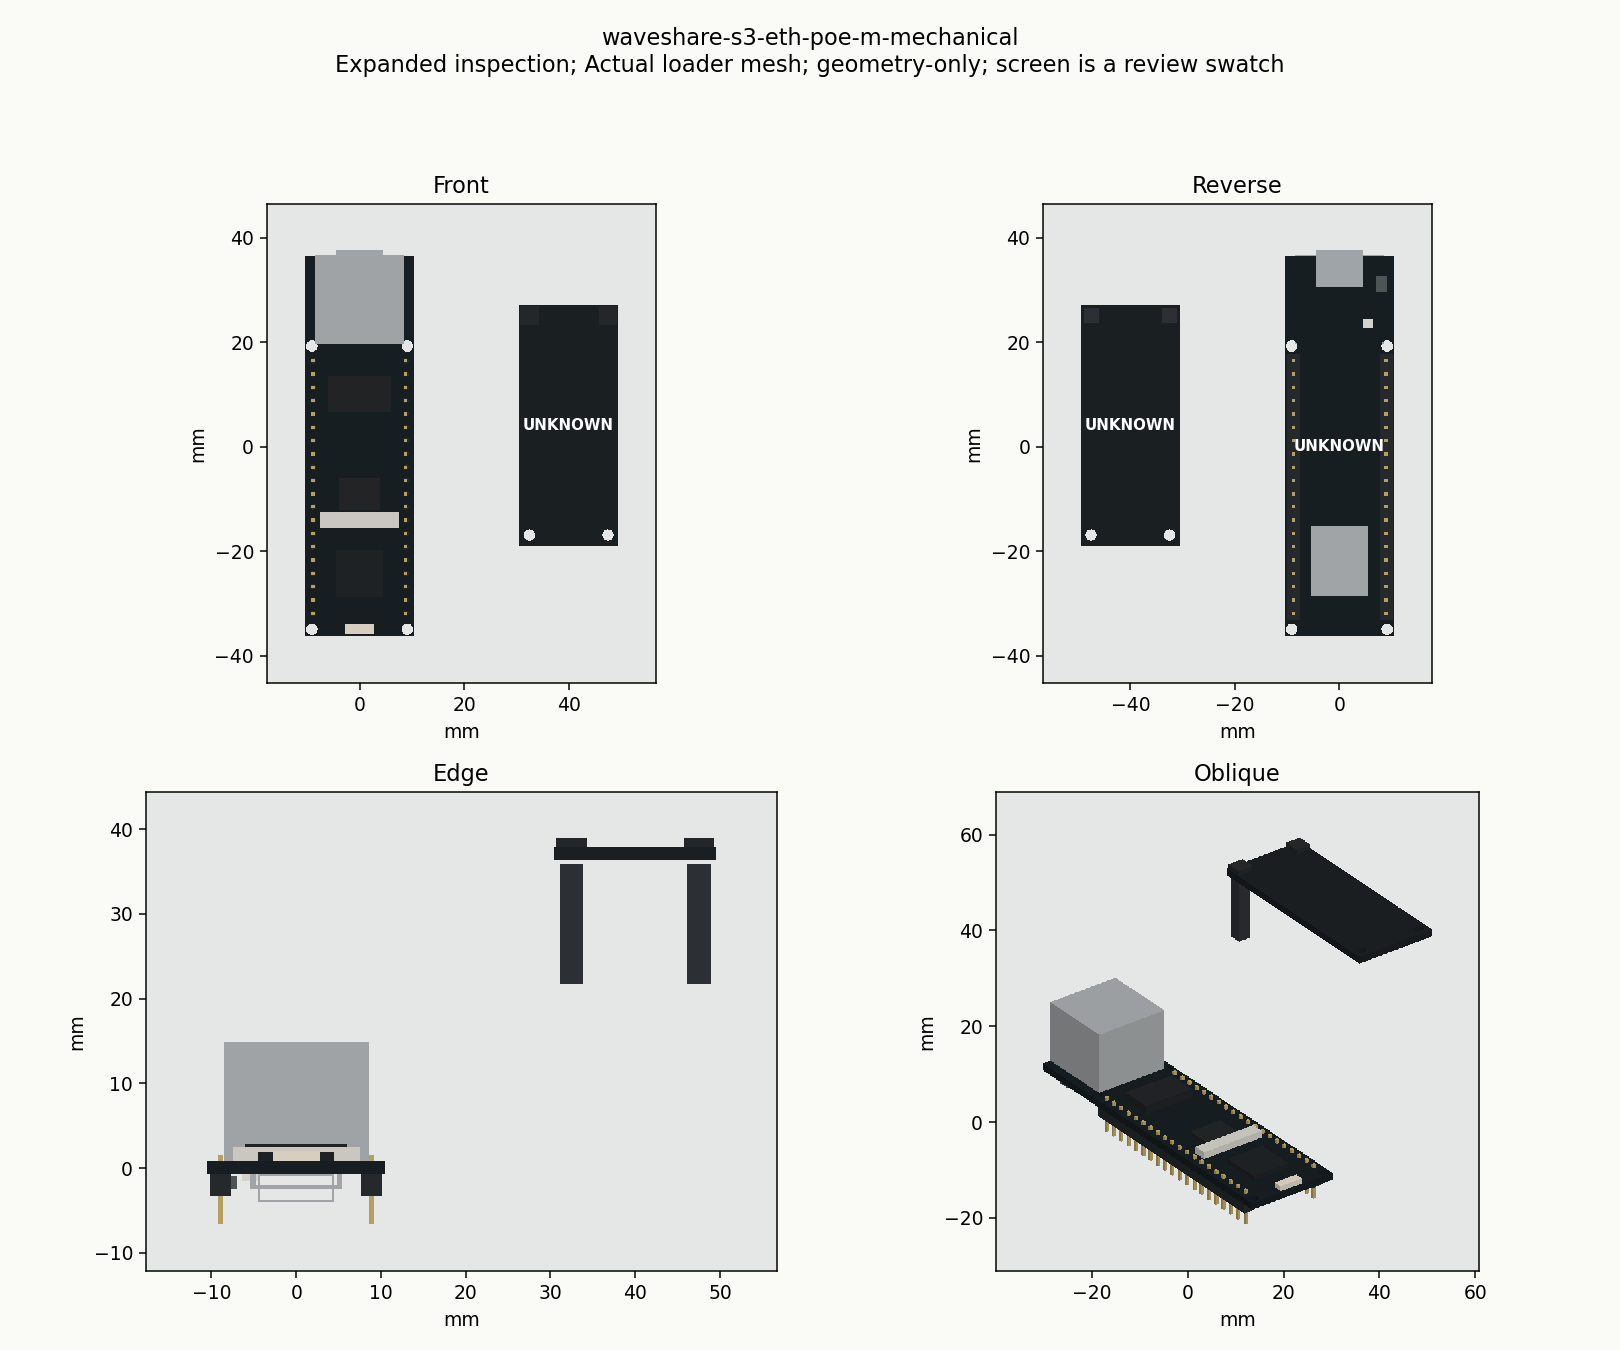 waveshare-s3-eth-poe-m-mechanical
Expanded inspection; Actual loader mesh; geometry-only; screen is a review swatch
Front
40
20
0
−20
−40
mm
UNKNOWN
0
20
40
mm
Reverse
40
20
0
−20
−40
mm
UNKNOWN
UNKNOWN
−40
−20
0
mm
Edge
40
30
20
10
0
−10
mm
−10
0
10
20
30
40
50
mm
Oblique
60
40
20
0
−20
mm
−20
0
20
40
60
mm